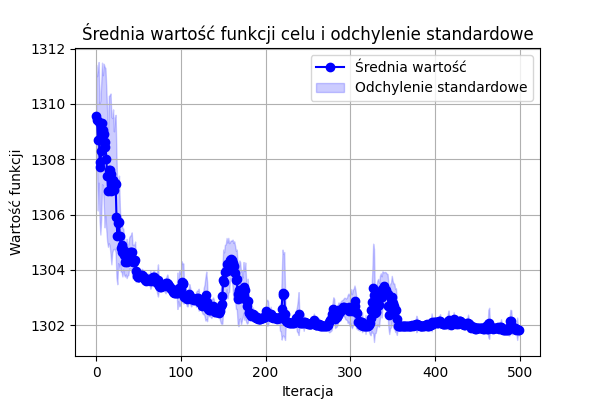 Średnia wartość funkcji celu i odchylenie standardowe
1312
1310
1308
1306
1304
1302
Wartość funkcji
Średnia wartość
Odchylenie standardowe
0 100 200 300 400 500
Iteracja